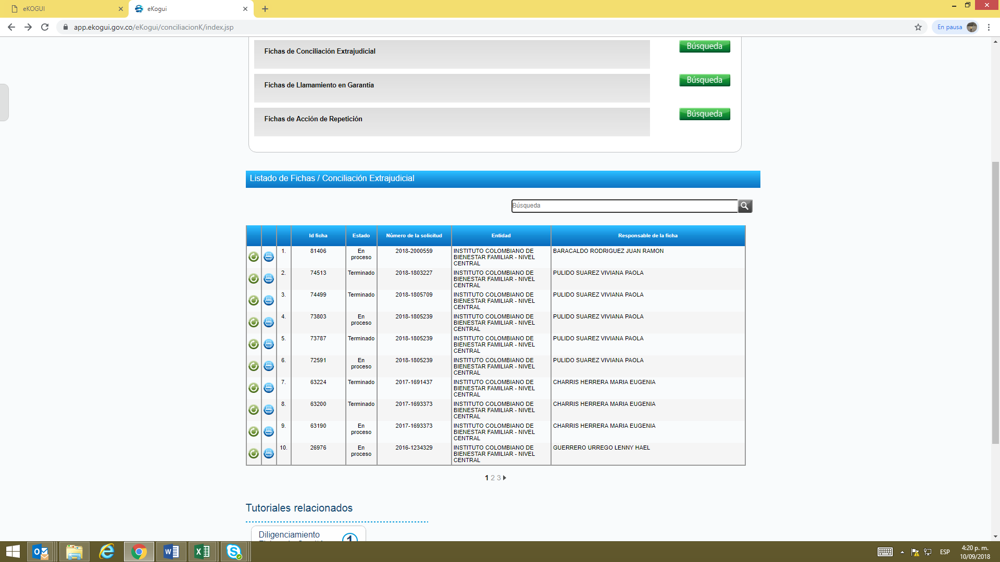 eKOGUI
eKogui
app.ekogui.gov.co/eKogui/conciliacionK/index.jsp
En pausa
Fichas de Conciliación Extrajudicial
Búsqueda
Fichas de Llamamiento en Garantía
Búsqueda
Fichas de Acción de Repetición
Búsqueda
Listado de Fichas / Conciliación Extrajudicial
Búsqueda
Id ficha Estado Número de la solicitud Entidad Responsable de la ficha
1. 81406 En proceso 2018-2000559 INSTITUTO COLOMBIANO DE BIENESTAR FAMILIAR - NIVEL CENTRAL BARACALDO RODRIGUEZ JUAN RAMON
2. 74513 Terminado 2018-1803227 INSTITUTO COLOMBIANO DE BIENESTAR FAMILIAR - NIVEL CENTRAL PULIDO SUAREZ VIVIANA PAOLA
3. 74499 Terminado 2018-1805709 INSTITUTO COLOMBIANO DE BIENESTAR FAMILIAR - NIVEL CENTRAL PULIDO SUAREZ VIVIANA PAOLA
4. 73803 En proceso 2018-1805239 INSTITUTO COLOMBIANO DE BIENESTAR FAMILIAR - NIVEL CENTRAL PULIDO SUAREZ VIVIANA PAOLA
5. 73787 Terminado 2018-1805239 INSTITUTO COLOMBIANO DE BIENESTAR FAMILIAR - NIVEL CENTRAL PULIDO SUAREZ VIVIANA PAOLA
6. 72591 En proceso 2018-1805239 INSTITUTO COLOMBIANO DE BIENESTAR FAMILIAR - NIVEL CENTRAL PULIDO SUAREZ VIVIANA PAOLA
7. 63224 Terminado 2017-1691437 INSTITUTO COLOMBIANO DE BIENESTAR FAMILIAR - NIVEL CENTRAL CHARRIS HERRERA MARIA EUGENIA
8. 63200 Terminado 2017-1693373 INSTITUTO COLOMBIANO DE BIENESTAR FAMILIAR - NIVEL CENTRAL CHARRIS HERRERA MARIA EUGENIA
9. 63190 En proceso 2017-1693373 INSTITUTO COLOMBIANO DE BIENESTAR FAMILIAR - NIVEL CENTRAL CHARRIS HERRERA MARIA EUGENIA
10. 26976 En proceso 2016-1234329 INSTITUTO COLOMBIANO DE BIENESTAR FAMILIAR - NIVEL CENTRAL GUERRERO URREGO LENNY HAEL
1 2 3
Tutoriales relacionados
Diligenciamiento
1
ESP
4:20 p. m.
10/09/2018